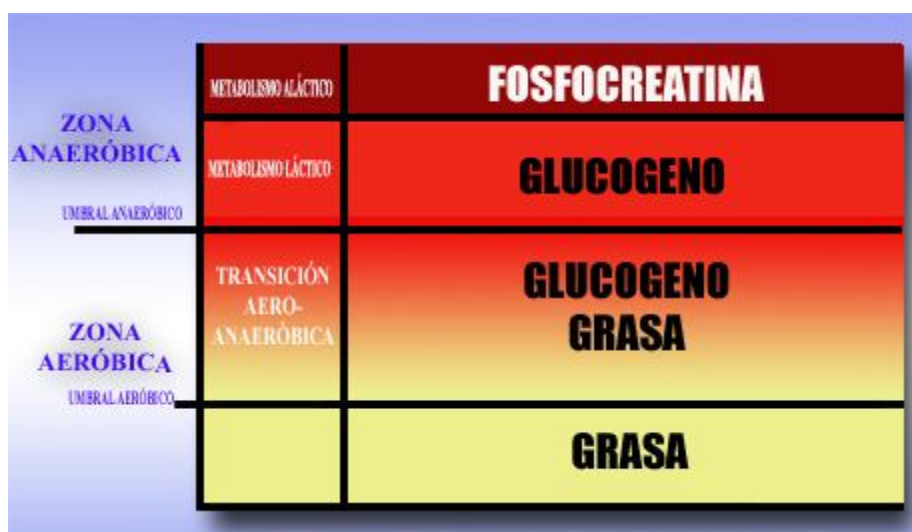 METABOLISMO ALÁCTICO
FOSFOCREATINA
ZONA
ANAERÓBICA
METABOLISMO LÁCTICO
GLUCOGENO
UMBRAL ANAERÓBICO
TRANSICIÓN
AERO-
ANAERÒBICA
GLUCOGENO
GRASA
ZONA
AERÓBICA
UMBRAL AERÓBICO
GRASA